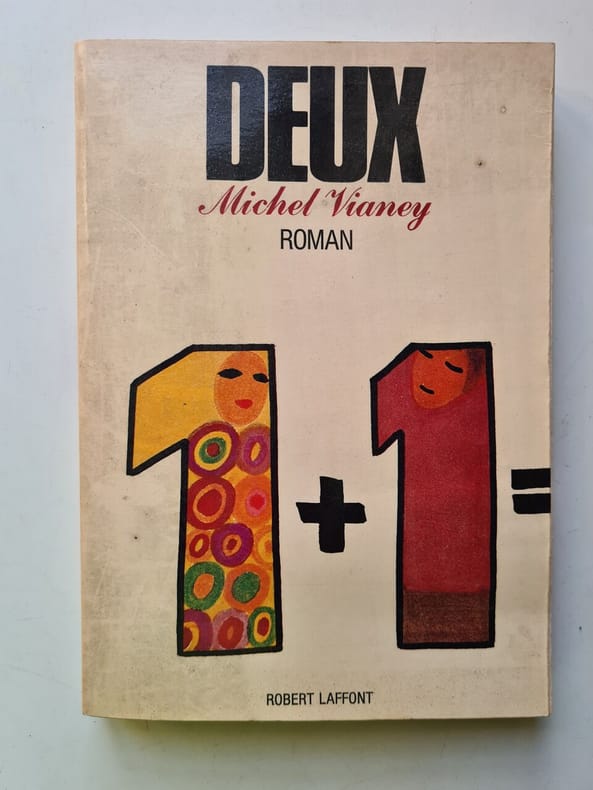 DEUX
Michel Vianey
ROMAN
1 + 1 =
ROBERT LAFFONT